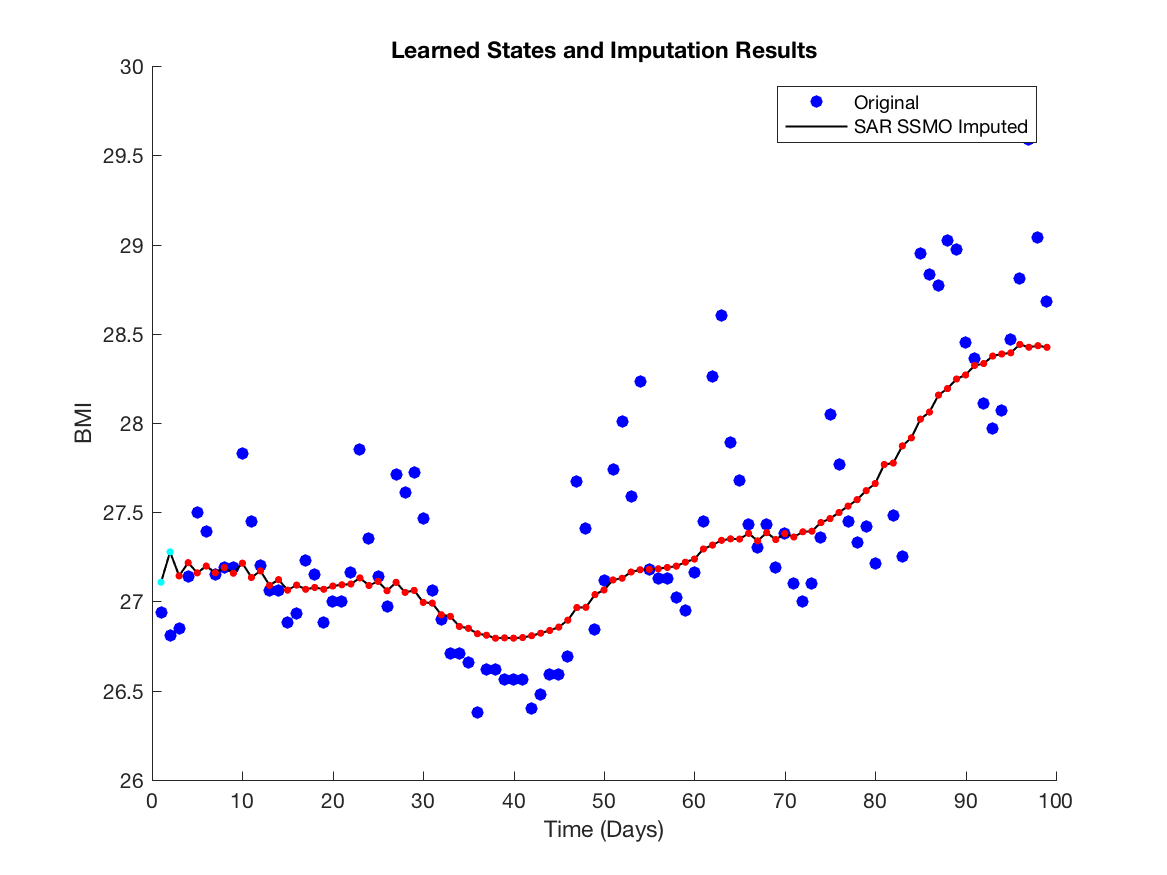 Learned States and Imputation Results
30
29.5
29
28.5
28
27.5
27
26.5
26
BMI
Original
SAR SSMO Imputed
0 10 20 30 40 50 60 70 80 90 100
Time (Days)